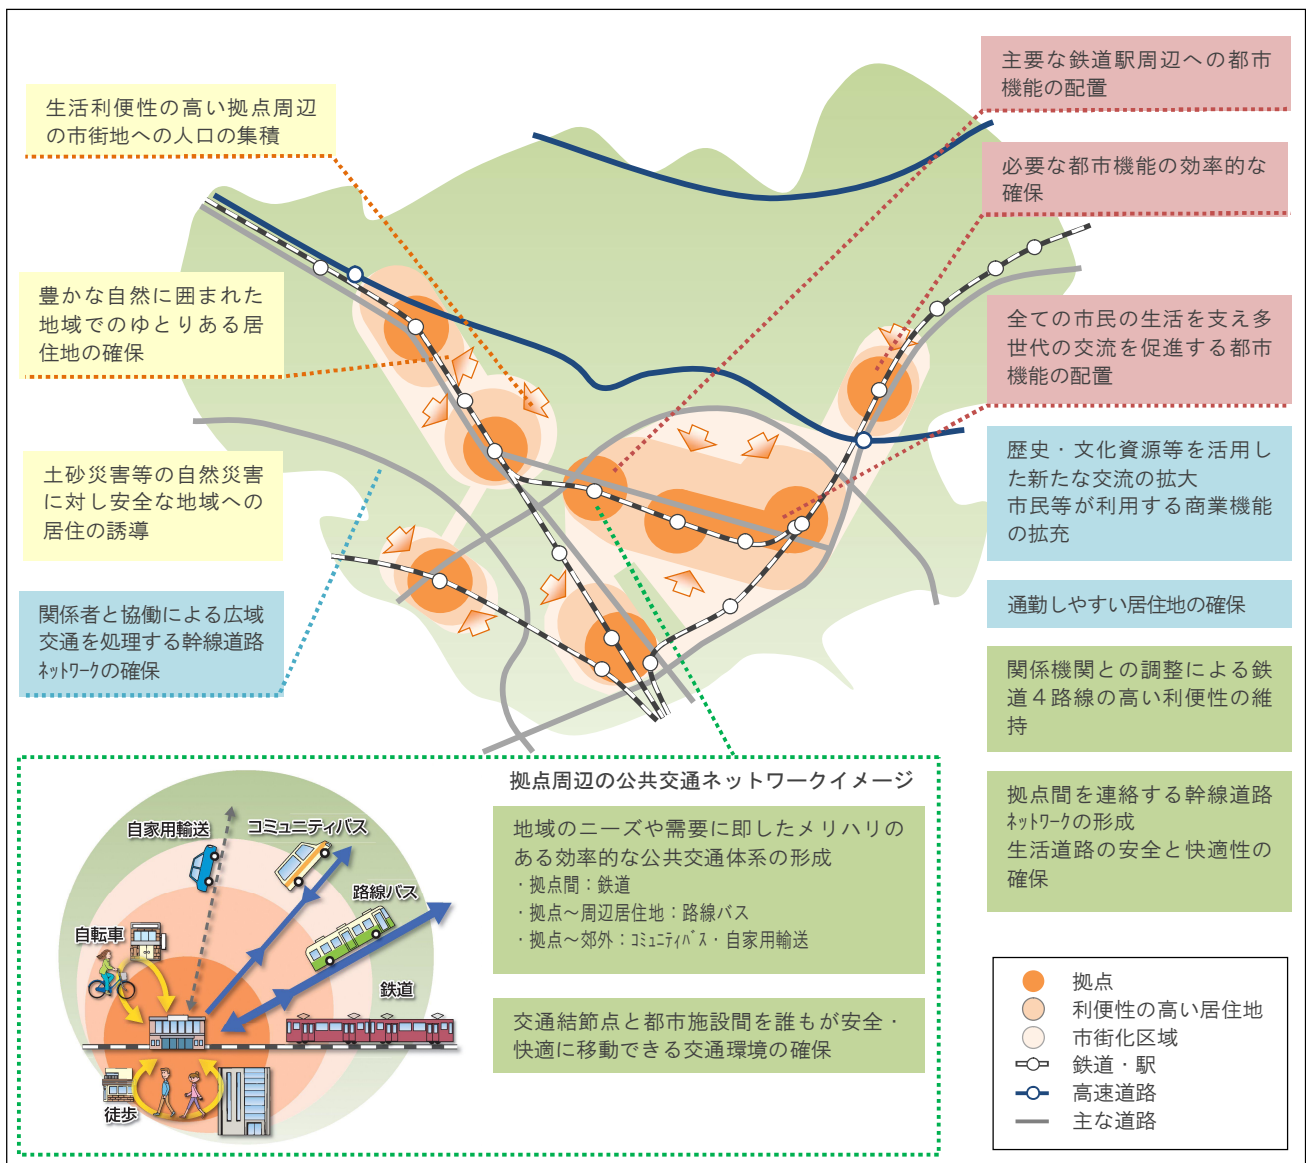 生活利便性の高い拠点周辺
の市街地への人口の集積
豊かな自然に囲まれた
地域でのゆとりある居
住地の確保
土砂災害等の自然災害
に対し安全な地域への
居住の誘導
関係者と協働による広域
交通を処理する幹線道路
ﾈｯﾄﾜｰｸの確保
主要な鉄道駅周辺への都市
機能の配置
必要な都市機能の効率的な
確保
全ての市民の生活を支え多
世代の交流を促進する都市
機能の配置
歴史・文化資源等を活用し
た新たな交流の拡大
市民等が利用する商業機能
の拡充
通勤しやすい居住地の確保
関係機関との調整による鉄
道４路線の高い利便性の維
持
拠点間を連絡する幹線道路
ﾈｯﾄﾜｰｸの形成
生活道路の安全と快適性の
確保
拠点周辺の公共交通ネットワークイメージ
地域のニーズや需要に即したメリハリの
ある効率的な公共交通体系の形成
・拠点間：鉄道
・拠点～周辺居住地：路線バス
・拠点～郊外：ｺﾐｭﾆﾃｨﾊﾞｽ・自家用輸送
交通結節点と都市施設間を誰もが安全・
快適に移動できる交通環境の確保
自家用輸送
コミュニティバス
路線バス
自転車
鉄道
徒歩
拠点
利便性の高い居住地
市街化区域
鉄道・駅
高速道路
主な道路